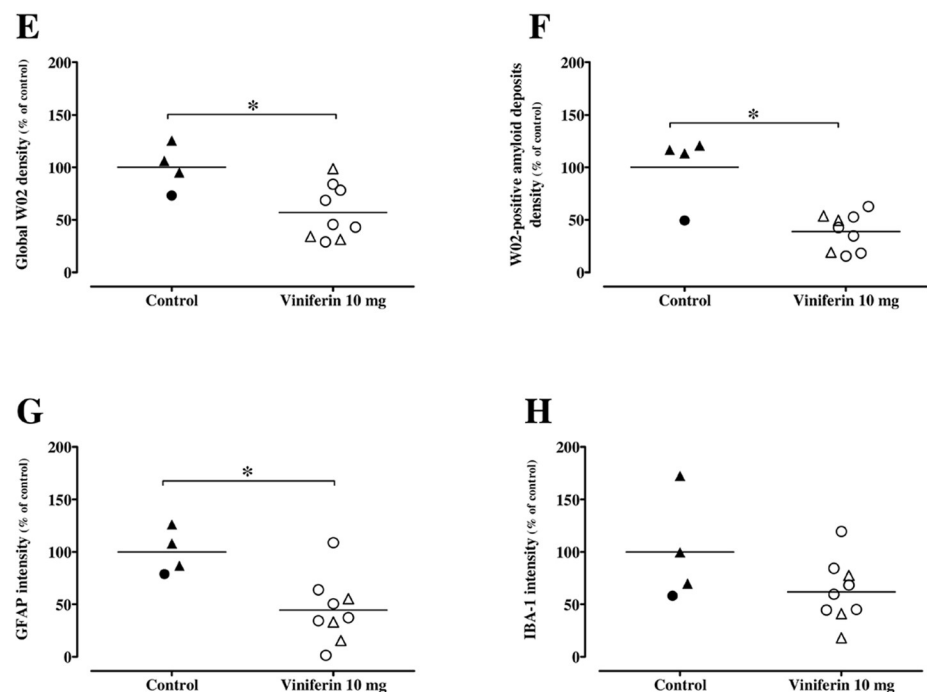 E
Global W02 density (% of control)
200
150
100
50
0
*
Control
Viniferin 10 mg
F
W02-positive amyloid deposits
density (% of control)
200
150
100
50
0
*
Control
Viniferin 10 mg
G
GFAP intensity (% of control)
200
150
100
50
0
*
Control
Viniferin 10 mg
H
IBA-1 intensity (% of control)
200
150
100
50
0
Control
Viniferin 10 mg